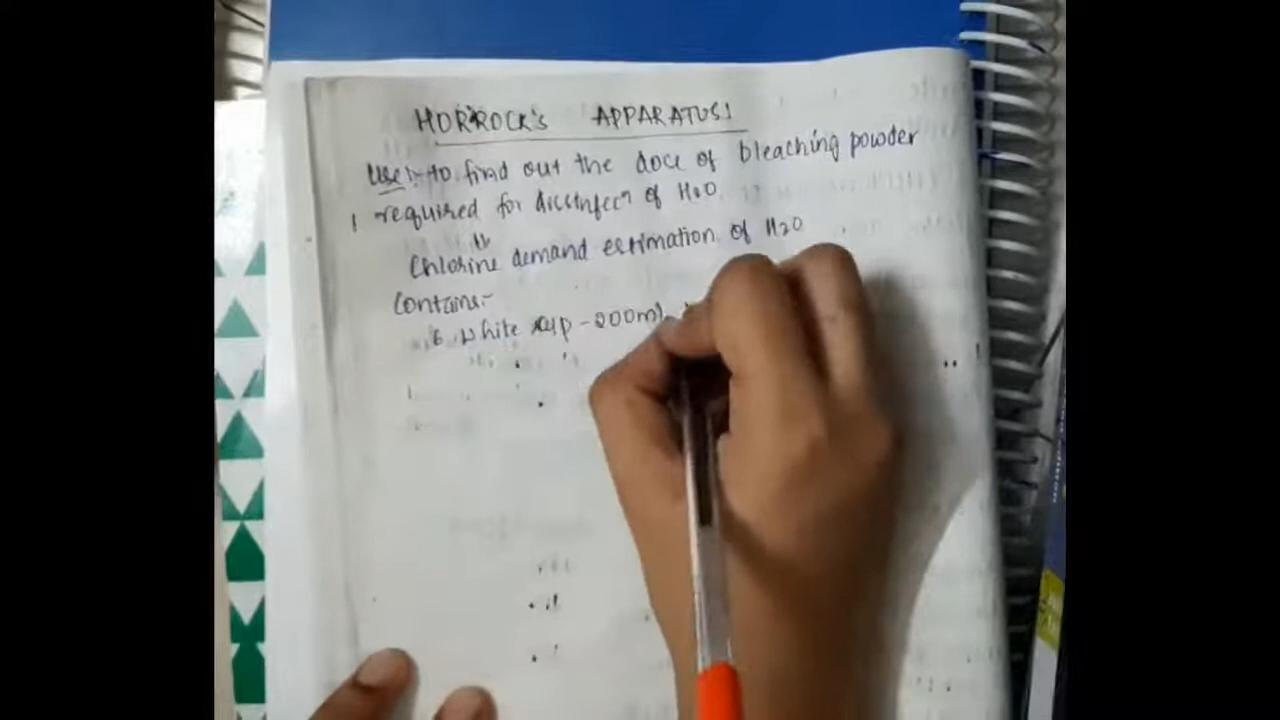 HORROCK'S APPARATUS:
Use:- to find out the doce of bleaching powder
required for disinfecn of H2O
Chlorine demand estimation of H2O
Contains:-
6 white cup - 200ml